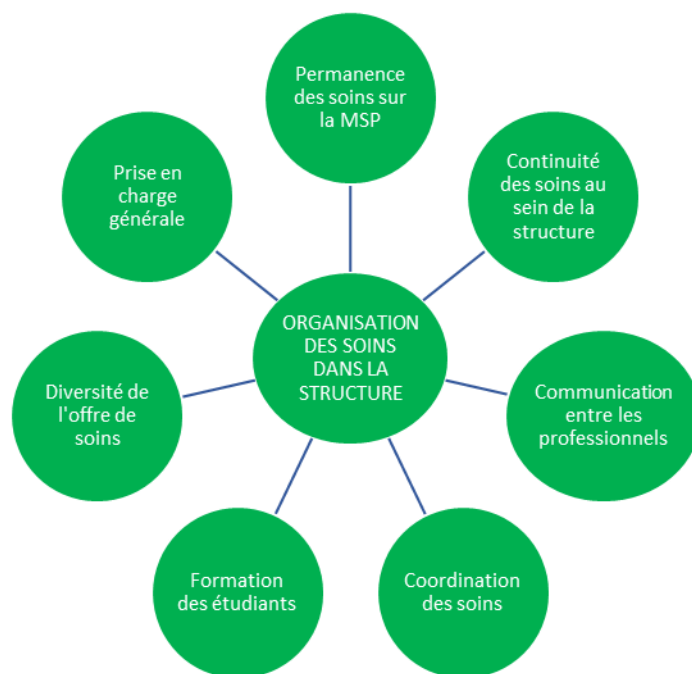 Permanence
des soins sur
la MSP
Continuité
des soins au
sein de la
structure
Communication
entre les
professionnels
Coordination
des soins
Formation
des étudiants
Diversité de
l'offre de
soins
Prise en
charge
générale
ORGANISATION
DES SOINS
DANS LA
STRUCTURE